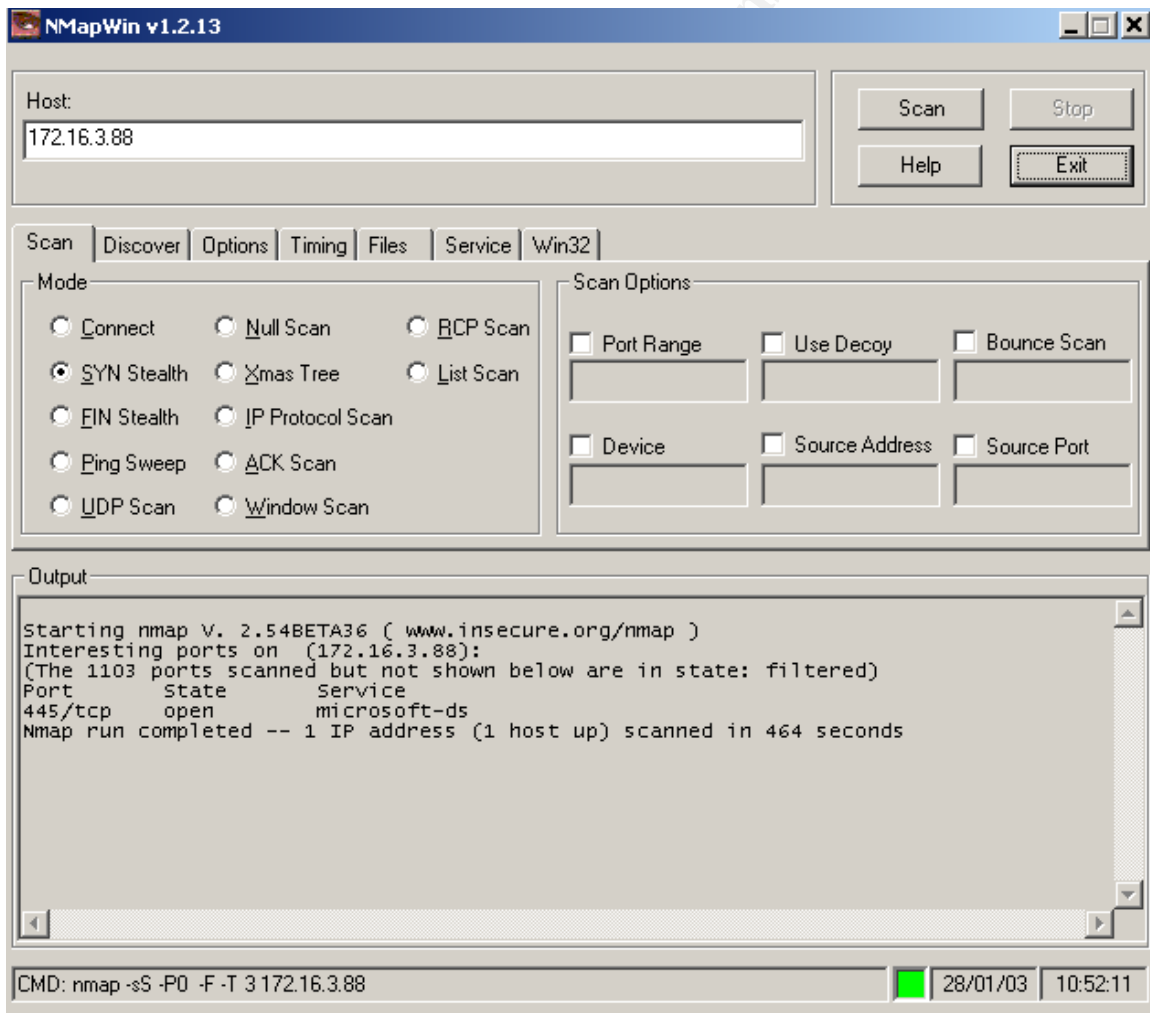 NMapWin v1.2.13
Host:
172.16.3.88
Scan Stop
Help Exit
Scan Discover Options Timing Files Service Win32
Mode
Connect Null Scan RCP Scan
SYN Stealth Xmas Tree List Scan
FIN Stealth IP Protocol Scan
Ping Sweep ACK Scan
UDP Scan Window Scan
Scan Options
Port Range Use Decoy Bounce Scan
Device Source Address Source Port
Output
Starting nmap V. 2.54BETA36 ( www.insecure.org/nmap )
Interesting ports on (172.16.3.88):
(The 1103 ports scanned but not shown below are in state: filtered)
Port State Service
445/tcp open microsoft-ds
Nmap run completed -- 1 IP address (1 host up) scanned in 464 seconds
CMD: nmap -sS -P0 -F -T 3 172.16.3.88 28/01/03 10:52:11